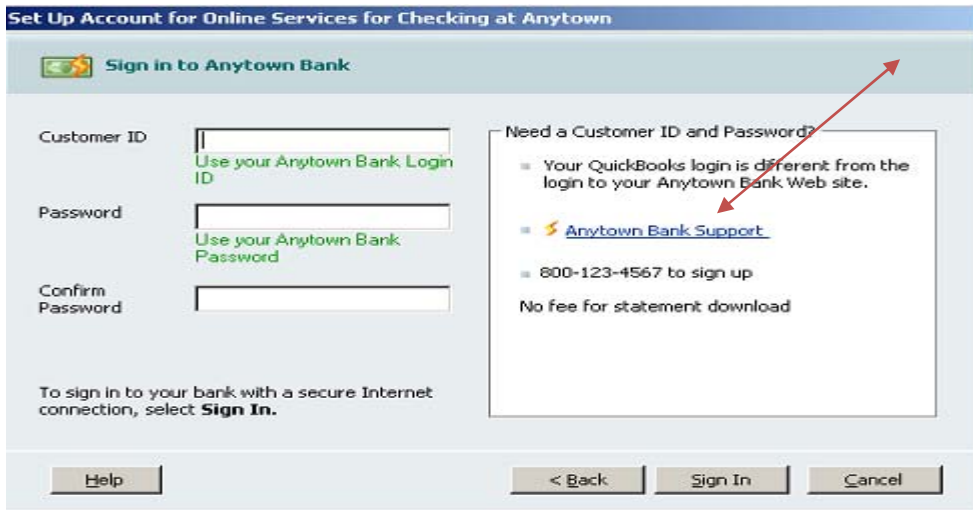 Set Up Account for Online Services for Checking at Anytown
Sign in to Anytown Bank
Customer ID
Use your Anytown Bank Login
ID
Password
Use your Anytown Bank
Password
Confirm
Password
To sign in to your bank with a secure Internet
connection, select Sign In.
Need a Customer ID and Password?
Your QuickBooks login is different from the
login to your Anytown Bank Web site.
Anytown Bank Support
800-123-4567 to sign up
No fee for statement download
Help
< Back
Sign In
Cancel